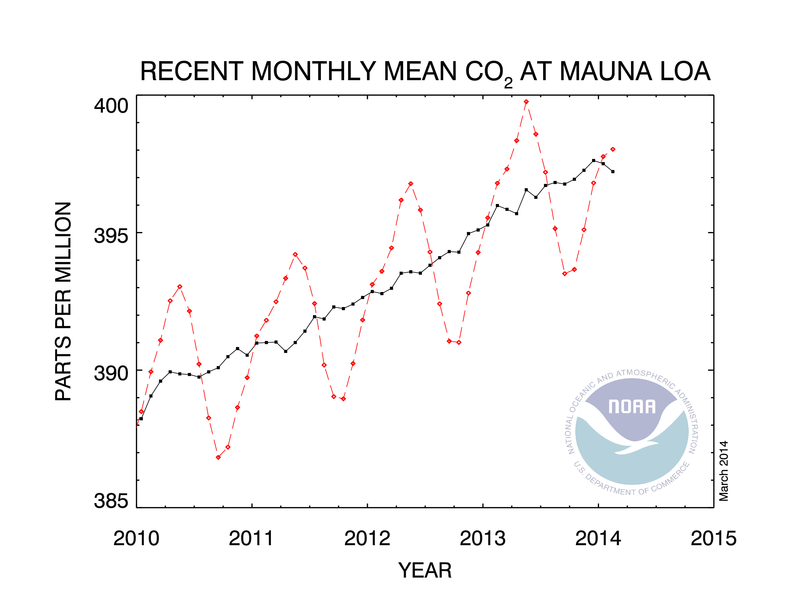 RECENT MONTHLY MEAN CO₂ AT MAUNA LOA
400
395
390
385
PARTS PER MILLION
2010 2011 2012 2013 2014 2015
YEAR
NATIONAL OCEANIC AND ATMOSPHERIC ADMINISTRATION
NOAA
U.S. DEPARTMENT OF COMMERCE
March 2014